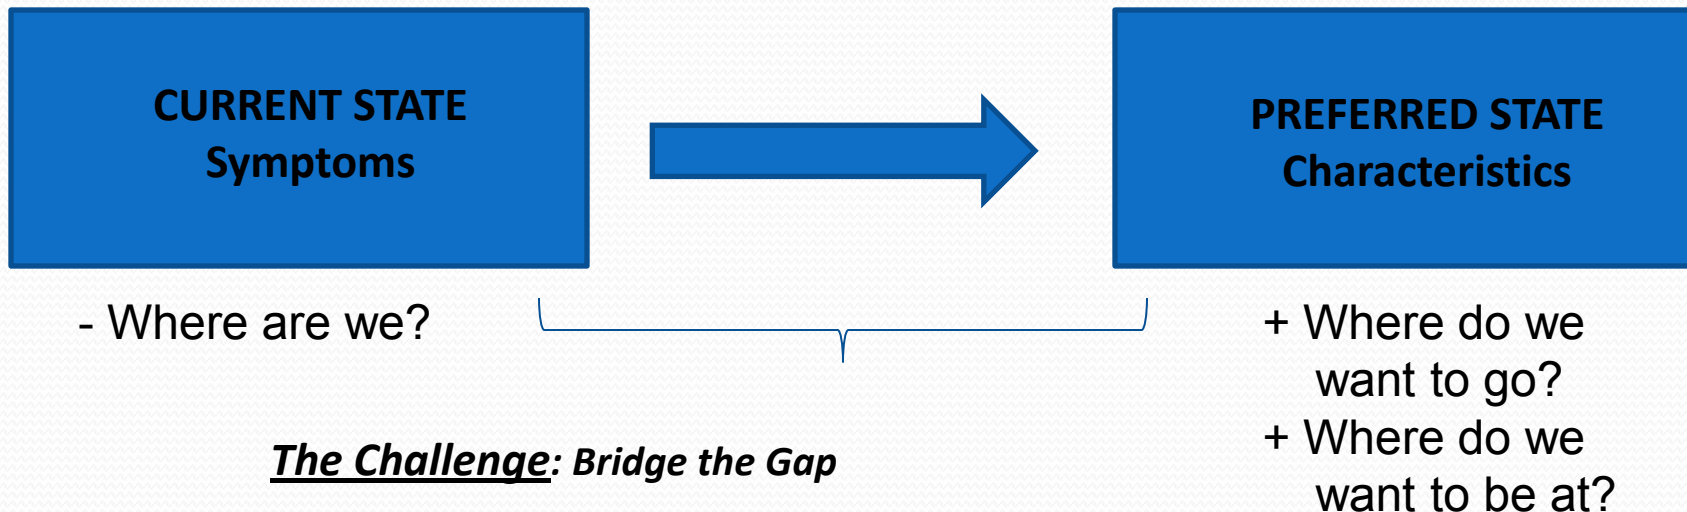 CURRENT STATE
Symptoms
PREFERRED STATE
Characteristics
- Where are we?
+ Where do we
want to go?
+ Where do we
want to be at?
The Challenge: Bridge the Gap